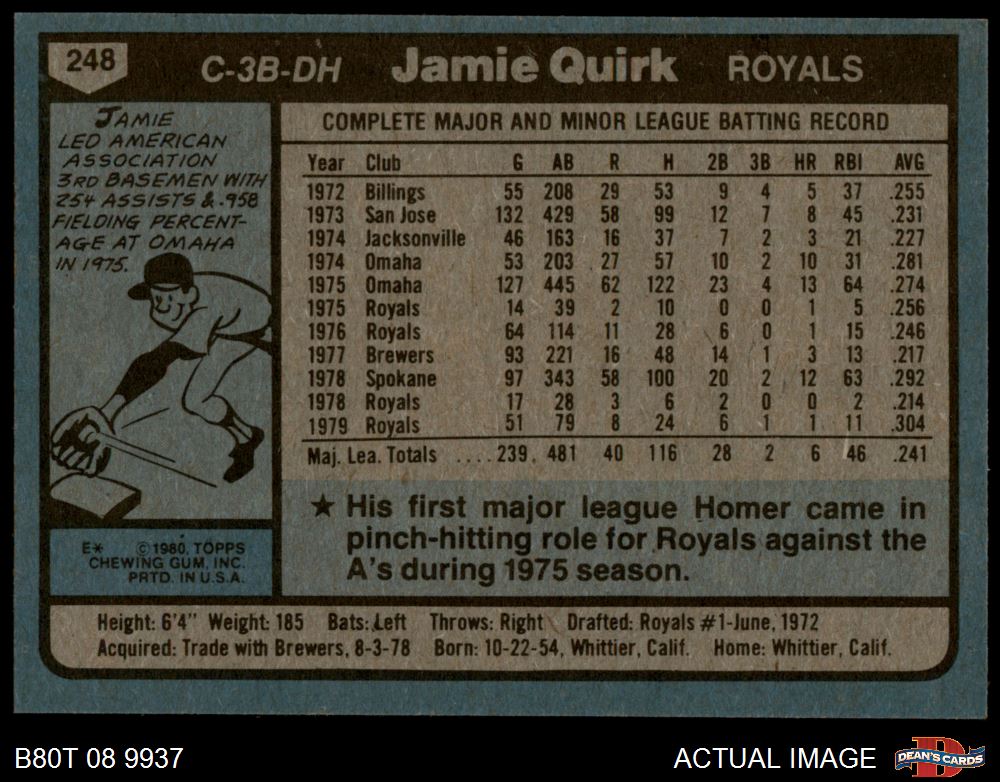 248
C-3B-DH Jamie Quirk ROYALS
JAMIE
LED AMERICAN
ASSOCIATION
3RD BASEMEN WITH
254 ASSISTS & .958
FIELDING PERCENT-
AGE AT OMAHA
IN 1975.
COMPLETE MAJOR AND MINOR LEAGUE BATTING RECORD
Year Club G AB R H 2B 3B HR RBI AVG
1972 Billings 55 208 29 53 9 4 5 37 .255
1973 San Jose 132 429 58 99 12 7 8 45 .231
1974 Jacksonville 46 163 16 37 7 2 3 21 .227
1974 Omaha 53 203 27 57 10 2 10 31 .281
1975 Omaha 127 445 62 122 23 4 13 64 .274
1975 Royals 14 39 2 10 0 0 1 5 .256
1976 Royals 64 114 11 28 6 0 1 15 .246
1977 Brewers 93 221 16 48 14 1 3 13 .217
1978 Spokane 97 343 58 100 20 2 12 63 .292
1978 Royals 17 28 3 6 2 0 0 2 .214
1979 Royals 51 79 8 24 6 1 1 11 .304
Maj. Lea. Totals ....239 481 40 116 28 2 6 46 .241
★ His first major league Homer came in
pinch-hitting role for Royals against the
A's during 1975 season.
E* © 1980, TOPPS
CHEWING GUM, INC.
PRTD. IN U.S.A.
Height: 6'4" Weight: 185 Bats: Left Throws: Right Drafted: Royals #1-June, 1972
Acquired: Trade with Brewers, 8-3-78 Born: 10-22-54, Whittier, Calif. Home: Whittier, Calif.
B80T 08 9937
ACTUAL IMAGE
D
DEAN'S CARDS